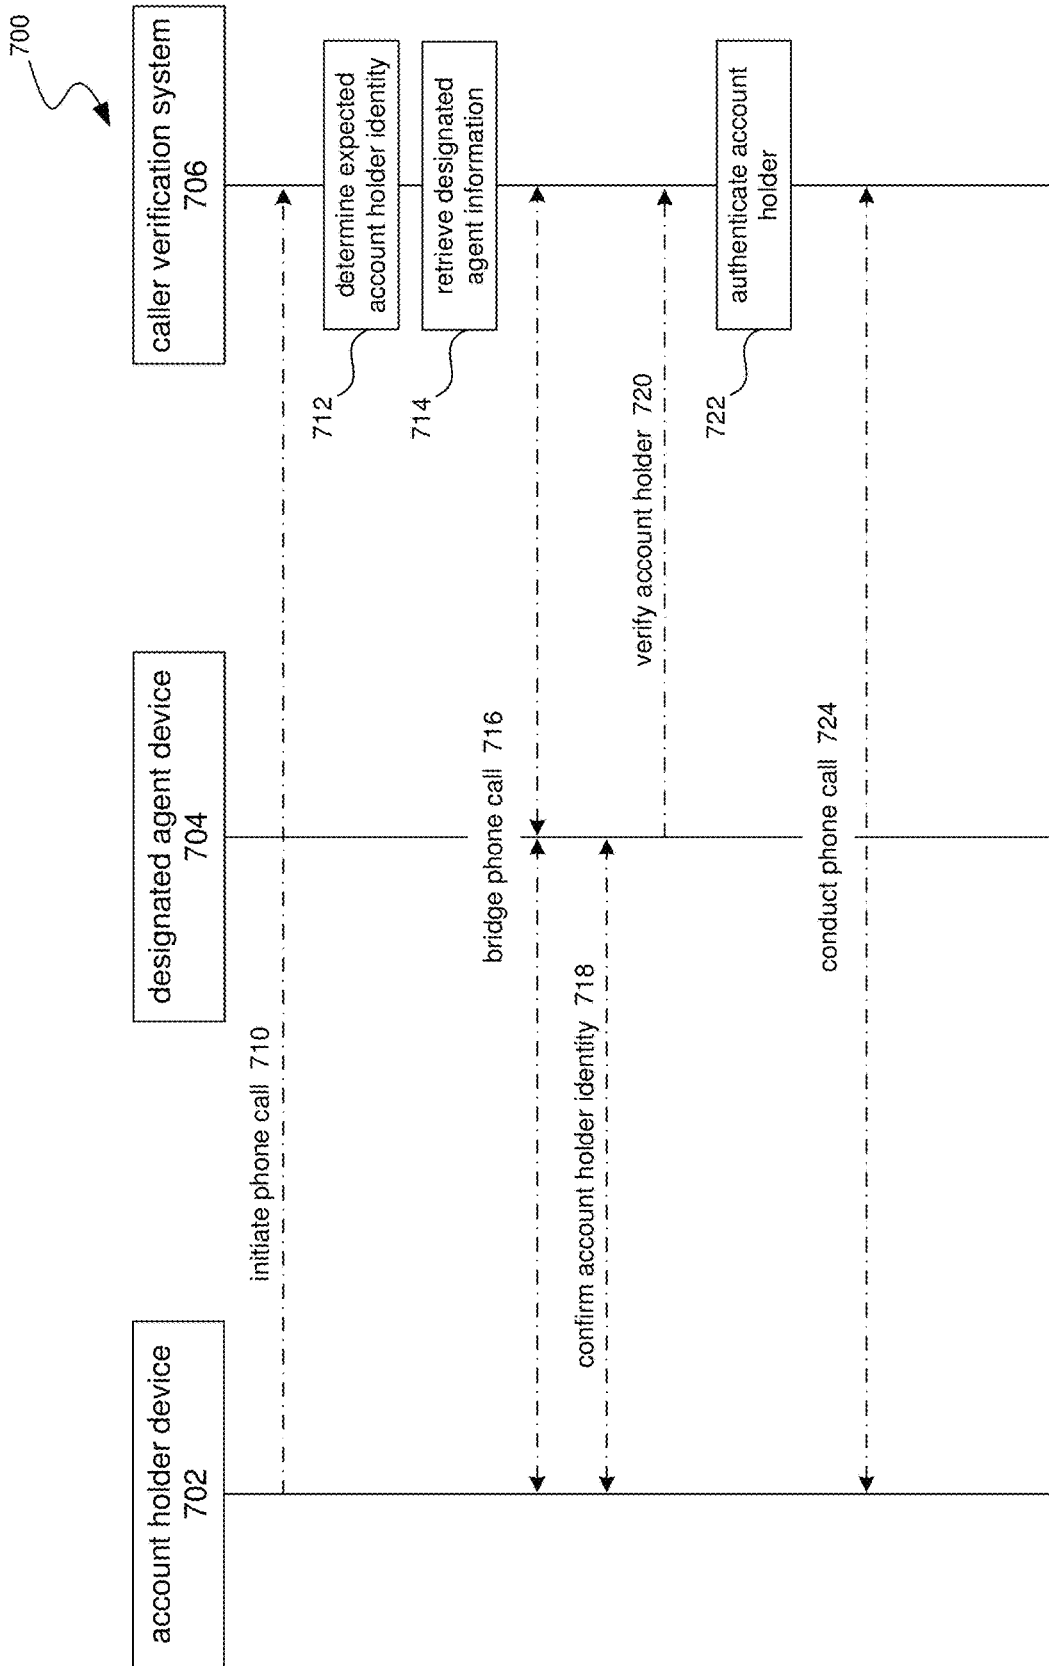 700
account holder device
702
designated agent device
704
caller verification system
706
initiate phone call 710
determine expected
account holder identity
712
retrieve designated
agent information
714
bridge phone call 716
confirm account holder identity 718
verify account holder 720
authenticate account
holder
722
conduct phone call 724